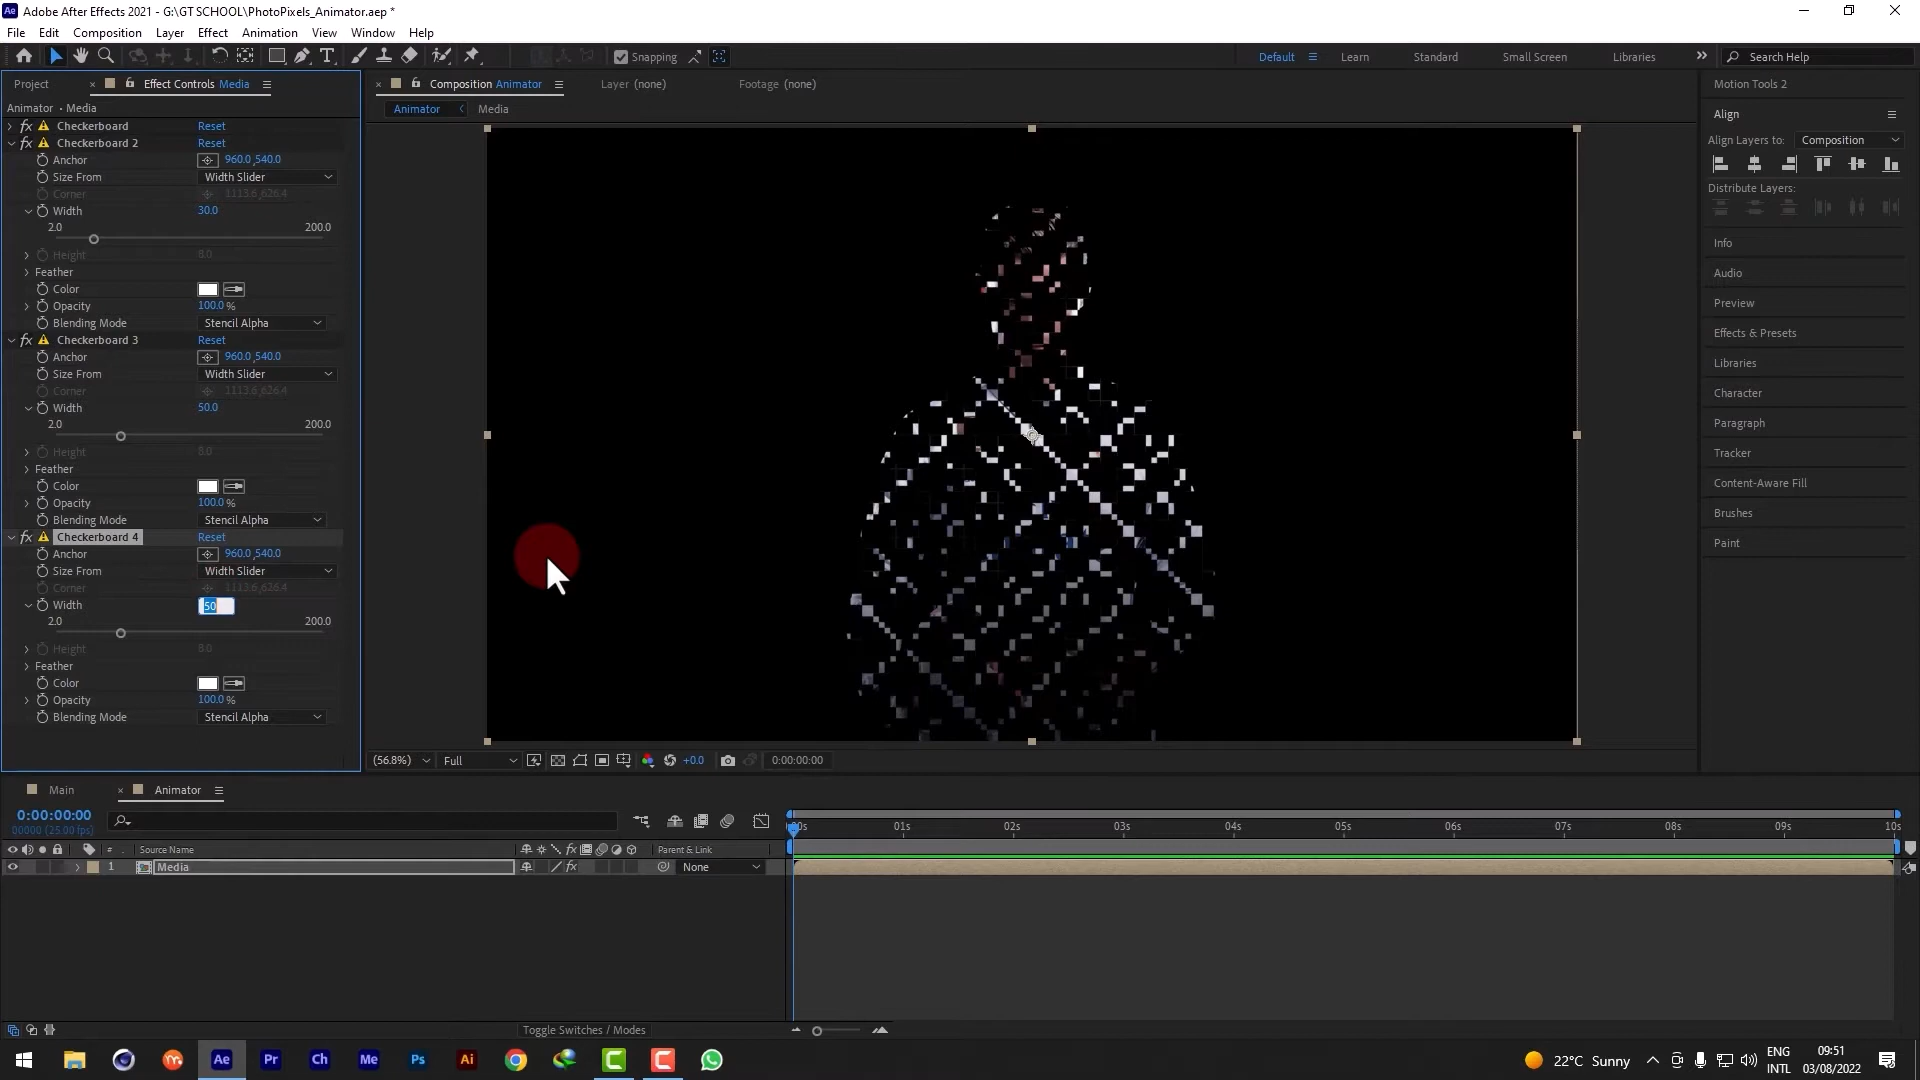 Adobe After Effects 2021 - G:\GT SCHOOL\PhotoPixels_Animator.aep *
File Edit Composition Layer Effect Animation View Window Help
Snapping
Default Learn Standard Small Screen Libraries Search Help
Project Effect Controls Media
Animator • Media
Checkerboard Reset
Checkerboard 2 Reset
Anchor 960.0 ,540.0
Size From Width Slider
Corner 1113.6 ,626.4
Width 30.0
2.0 200.0
Height 8.0
Feather
Color
Opacity 100.0 %
Blending Mode Stencil Alpha
Checkerboard 3 Reset
Anchor 960.0 ,540.0
Size From Width Slider
Corner 1113.6 ,626.4
Width 50.0
2.0 200.0
Height 8.0
Feather
Color
Opacity 100.0 %
Blending Mode Stencil Alpha
Checkerboard 4 Reset
Anchor 960.0 ,540.0
Size From Width Slider
Corner 1113.6 ,626.4
Width 50
2.0 200.0
Height 8.0
Feather
Color
Opacity 100.0 %
Blending Mode Stencil Alpha
Composition Animator Layer (none) Footage (none)
Animator Media
(56.8%) Full +0.0 0:00:00:00
Motion Tools 2
Align
Align Layers to: Composition
Distribute Layers:
Info
Audio
Preview
Effects & Presets
Libraries
Character
Paragraph
Tracker
Content-Aware Fill
Brushes
Paint
Main Animator
0:00:00:00
00000 (25.00 fps)
:00s 01s 02s 03s 04s 05s 06s 07s 08s 09s 10s
# Source Name Parent & Link
1 Media None
Toggle Switches / Modes
Ae Pr Ch Me Ps Ai
22°C Sunny
ENG
INTL
09:51
03/08/2022